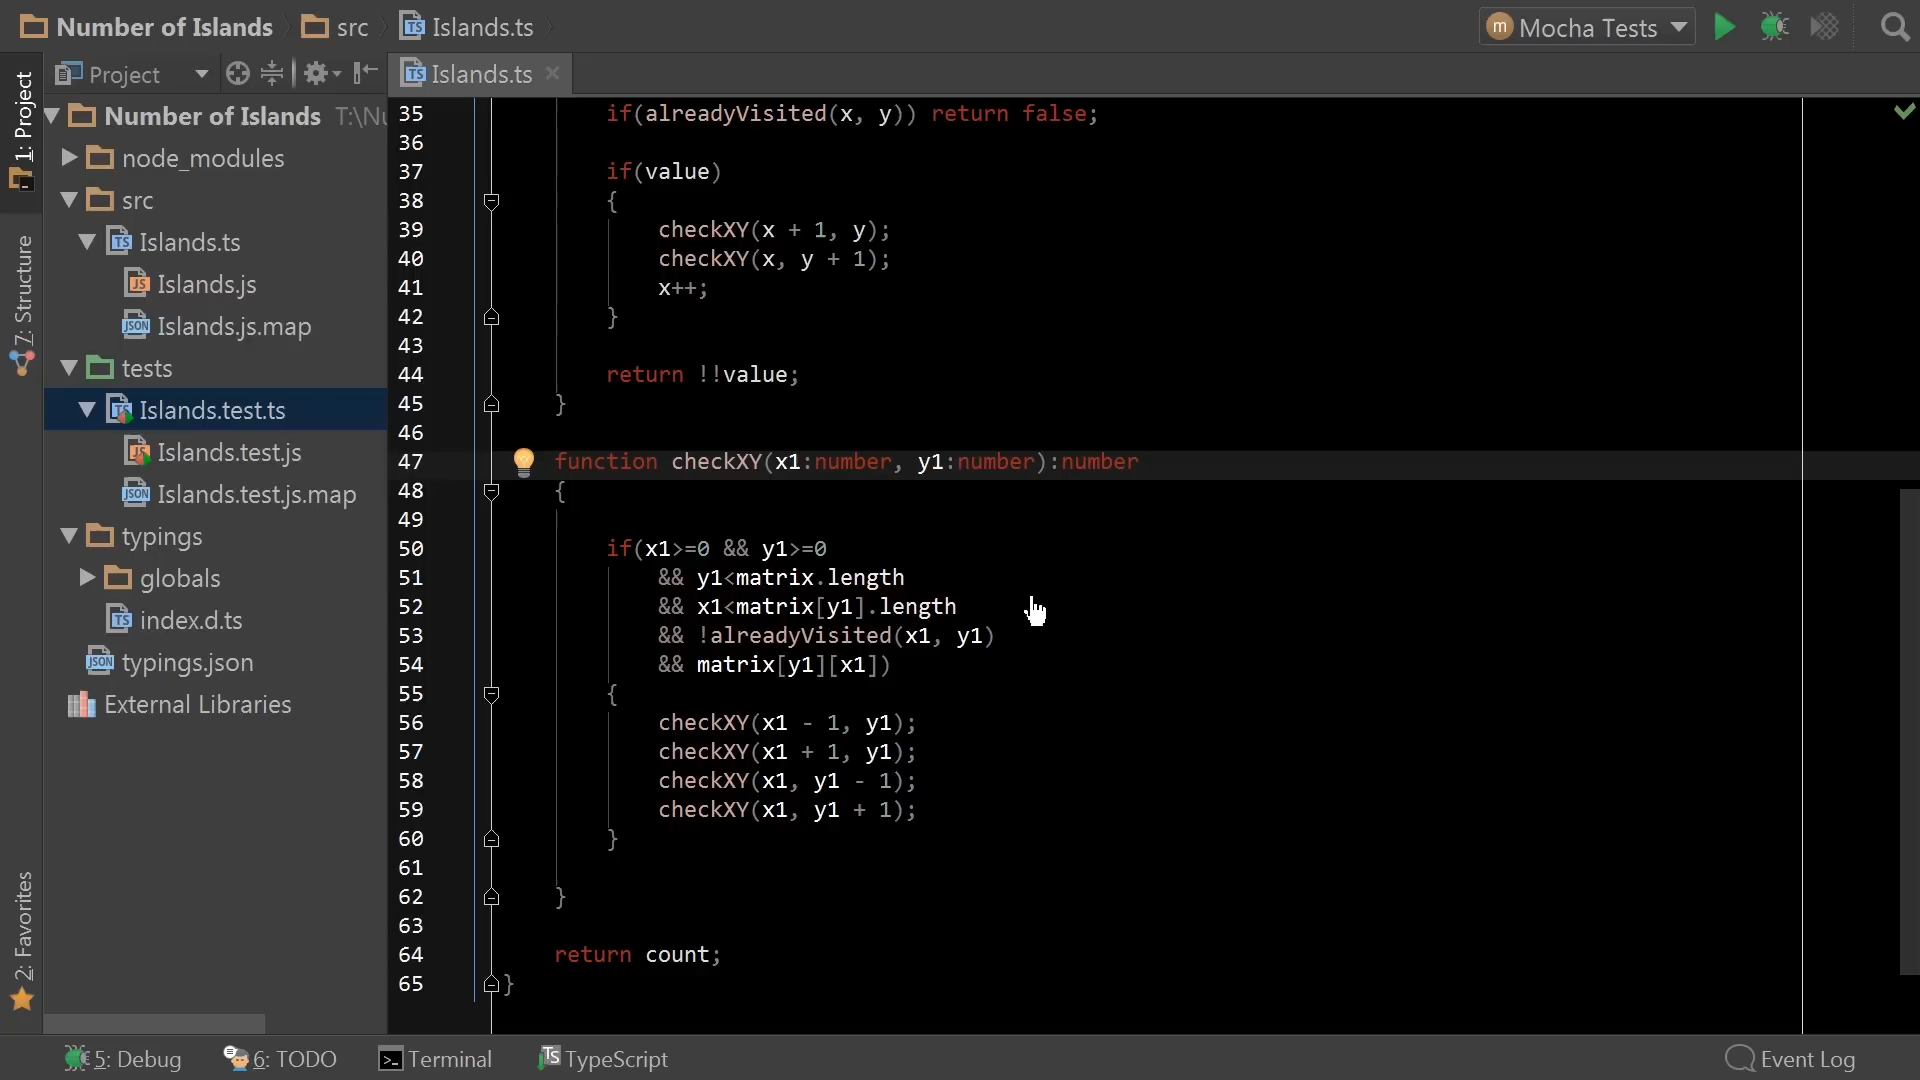 Number of Islands src Islands.ts Mocha Tests
1: Project
7: Structure
2: Favorites
Project
Number of Islands T:\Nu
node_modules
src
Islands.ts
Islands.js
Islands.js.map
tests
Islands.test.ts
Islands.test.js
Islands.test.js.map
typings
globals
index.d.ts
typings.json
External Libraries
Islands.ts
35 if(alreadyVisited(x, y)) return false;
36
37 if(value)
38 {
39 checkXY(x + 1, y);
40 checkXY(x, y + 1);
41 x++;
42 }
43
44 return !!value;
45 }
46
47 function checkXY(x1:number, y1:number):number
48 {
49
50 if(x1>=0 && y1>=0
51 && y1<matrix.length
52 && x1<matrix[y1].length
53 && !alreadyVisited(x1, y1)
54 && matrix[y1][x1])
55 {
56 checkXY(x1 - 1, y1);
57 checkXY(x1 + 1, y1);
58 checkXY(x1, y1 - 1);
59 checkXY(x1, y1 + 1);
60 }
61
62 }
63
64 return count;
65 }
5: Debug 6: TODO Terminal TypeScript Event Log